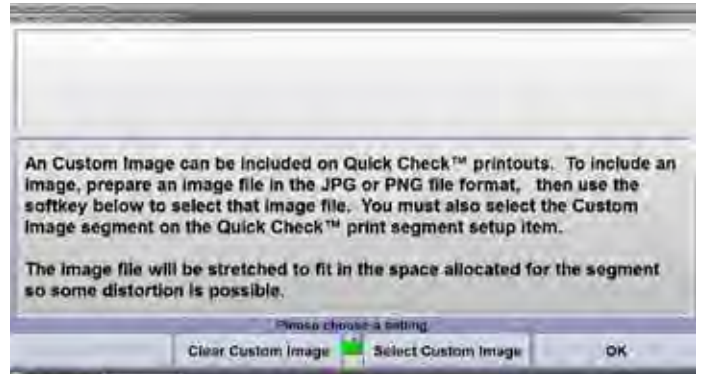 An Custom Image can be included on Quick Check™ printouts. To include an
image, prepare an image file in the JPG or PNG file format, then use the
softkey below to select that image file. You must also select the Custom
Image segment on the Quick Check™ print segment setup item.
The image file will be stretched to fit in the space allocated for the segment
so some distortion is possible.
Please choose a setting
Clear Custom Image Select Custom Image OK